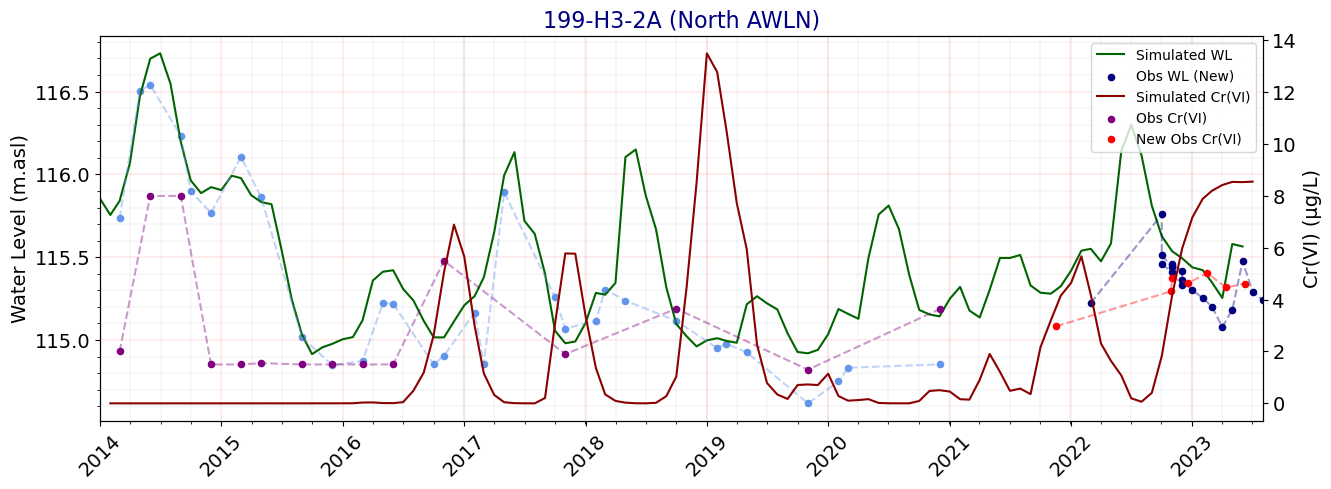 199-H3-2A (North AWLN)
Water Level (m.asl)
116.5
116.0
115.5
115.0
Simulated WL
Obs WL (New)
Simulated Cr(VI)
Obs Cr(VI)
New Obs Cr(VI)
14
12
10
8
6
4
2
0
Cr(VI) (μg/L)
2014
2015
2016
2017
2018
2019
2020
2021
2022
2023